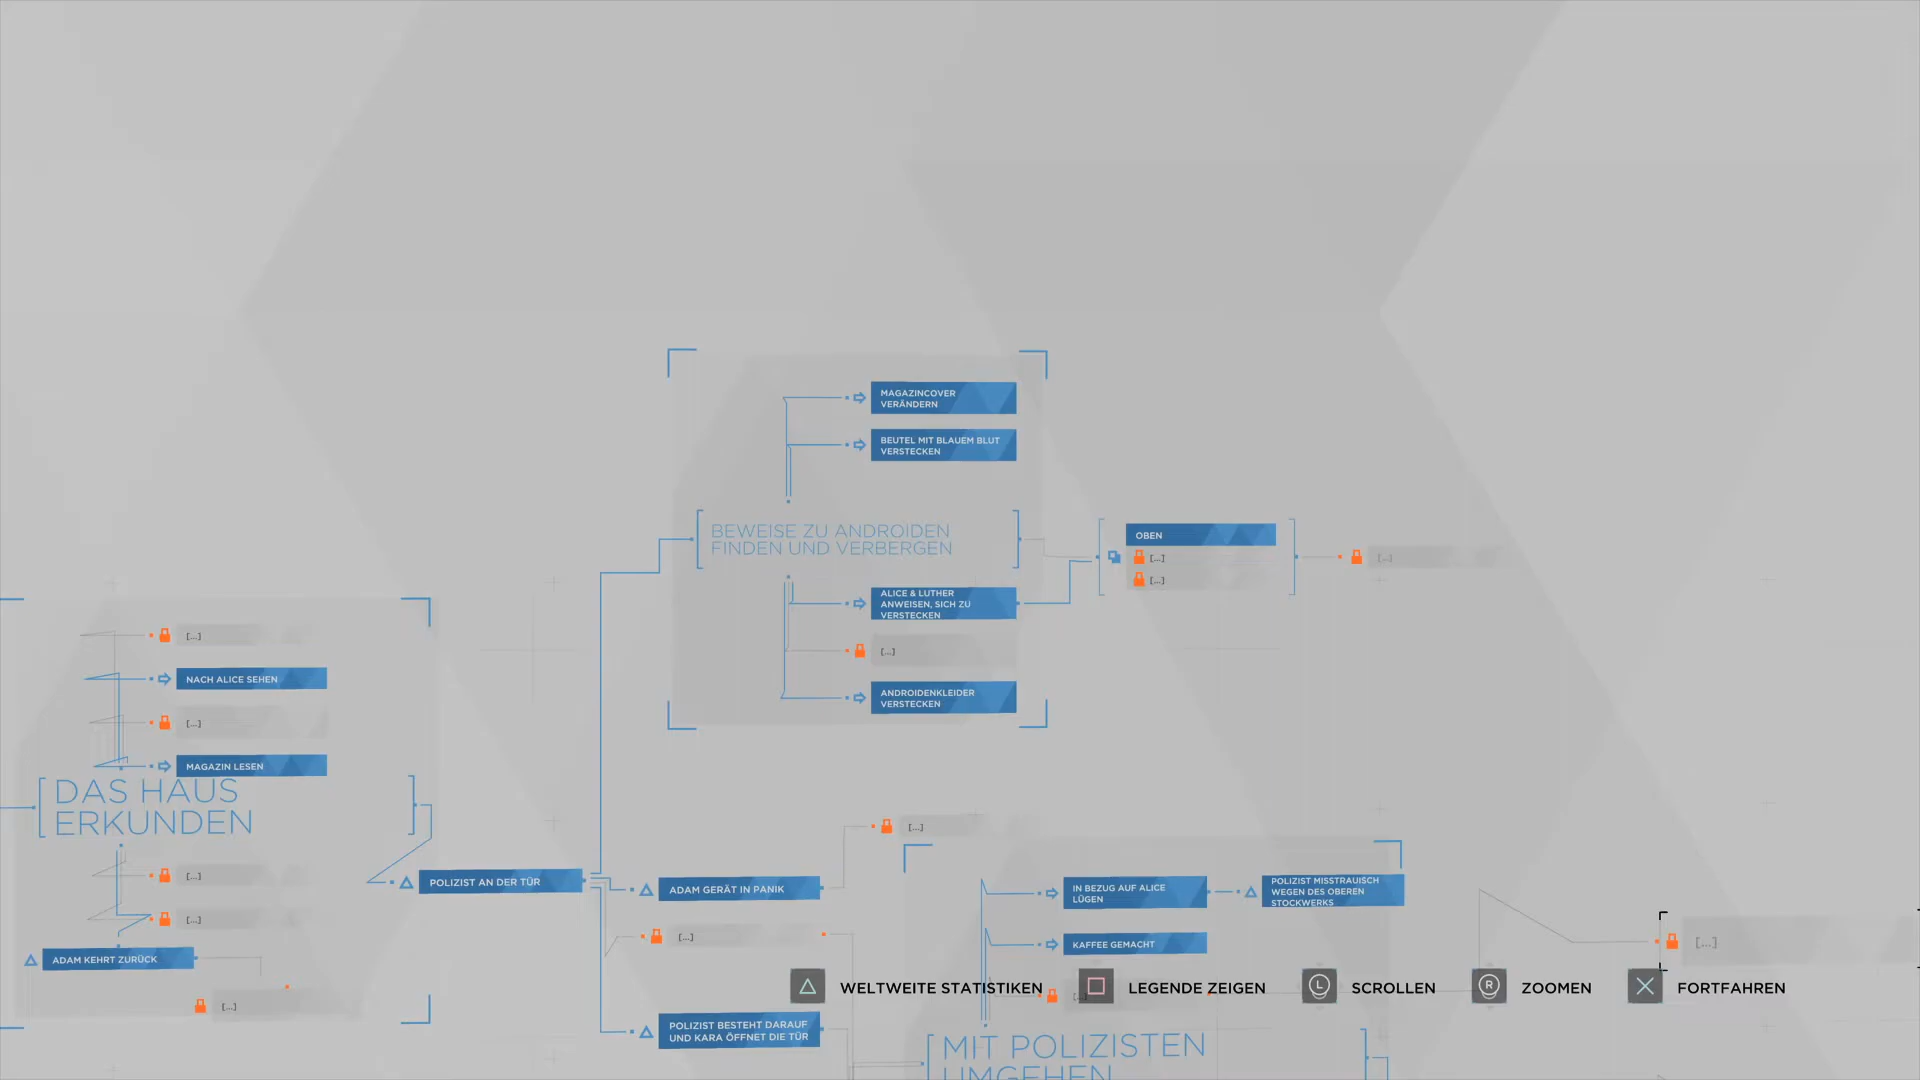 MAGAZINCOVER
VERÄNDERN
BEUTEL MIT BLAUEM BLUT
VERSTECKEN
BEWEISE ZU ANDROIDEN
FINDEN UND VERBERGEN
OBEN
[...]
[...]
[...]
ALICE & LUTHER
ANWEISEN, SICH ZU
VERSTECKEN
[...]
ANDROIDENKLEIDER
VERSTECKEN
[...]
NACH ALICE SEHEN
[...]
MAGAZIN LESEN
DAS HAUS
ERKUNDEN
[...]
[...]
ADAM KEHRT ZURÜCK
[...]
POLIZIST AN DER TÜR
[...]
ADAM GERÄT IN PANIK
[...]
POLIZIST BESTEHT DARAUF
UND KARA ÖFFNET DIE TÜR
IN BEZUG AUF ALICE
LÜGEN
POLIZIST MISSTRAUISCH
WEGEN DES OBEREN
STOCKWERKS
KAFFEE GEMACHT
[...]
MIT POLIZISTEN
UMGEHEN
WELTWEITE STATISTIKEN
LEGENDE ZEIGEN
L
SCROLLEN
R
ZOOMEN
FORTFAHREN